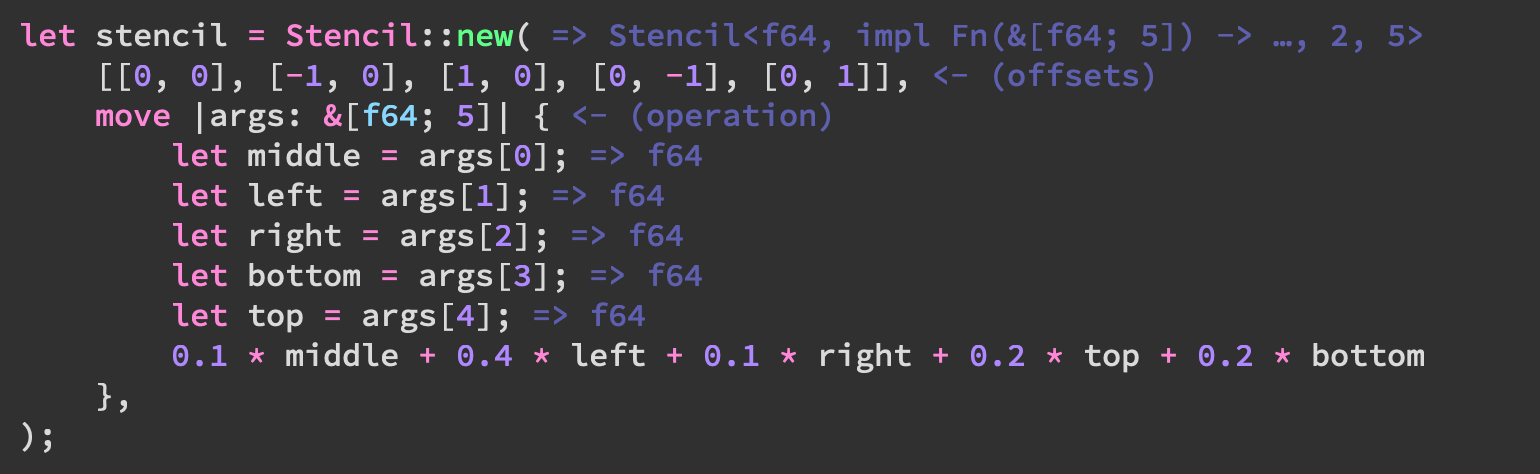 let stencil = Stencil::new( => Stencil<f64, impl Fn(&[f64; 5]) -> …, 2, 5>
    [[0, 0], [-1, 0], [1, 0], [0, -1], [0, 1]], <- (offsets)
    move |args: &[f64; 5]| { <- (operation)
        let middle = args[0]; => f64
        let left = args[1]; => f64
        let right = args[2]; => f64
        let bottom = args[3]; => f64
        let top = args[4]; => f64
        0.1 * middle + 0.4 * left + 0.1 * right + 0.2 * top + 0.2 * bottom
    },
);